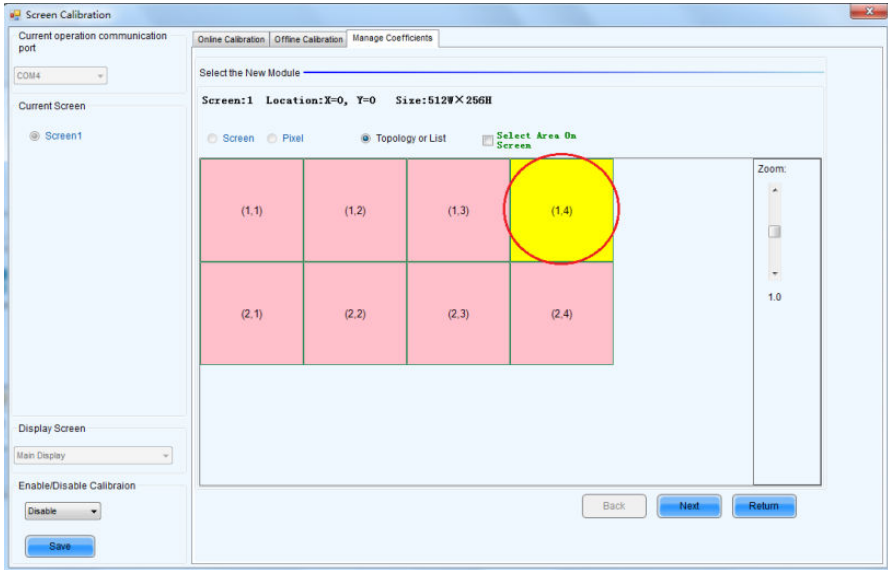 Screen Calibration
Current operation communication
port
COM4
Current Screen
Screen1
Display Screen
Main Display
Enable/Disable Calibraion
Disable
Save
Online Calibration
Offline Calibration
Manage Coefficients
Select the New Module
Screen:1 Location:X=0, Y=0 Size:512W×256H
Screen
Pixel
Topology or List
Select Area On
Screen
(1,1)
(1,2)
(1,3)
(1,4)
(2,1)
(2,2)
(2,3)
(2,4)
Zoom:
1.0
Back
Next
Return